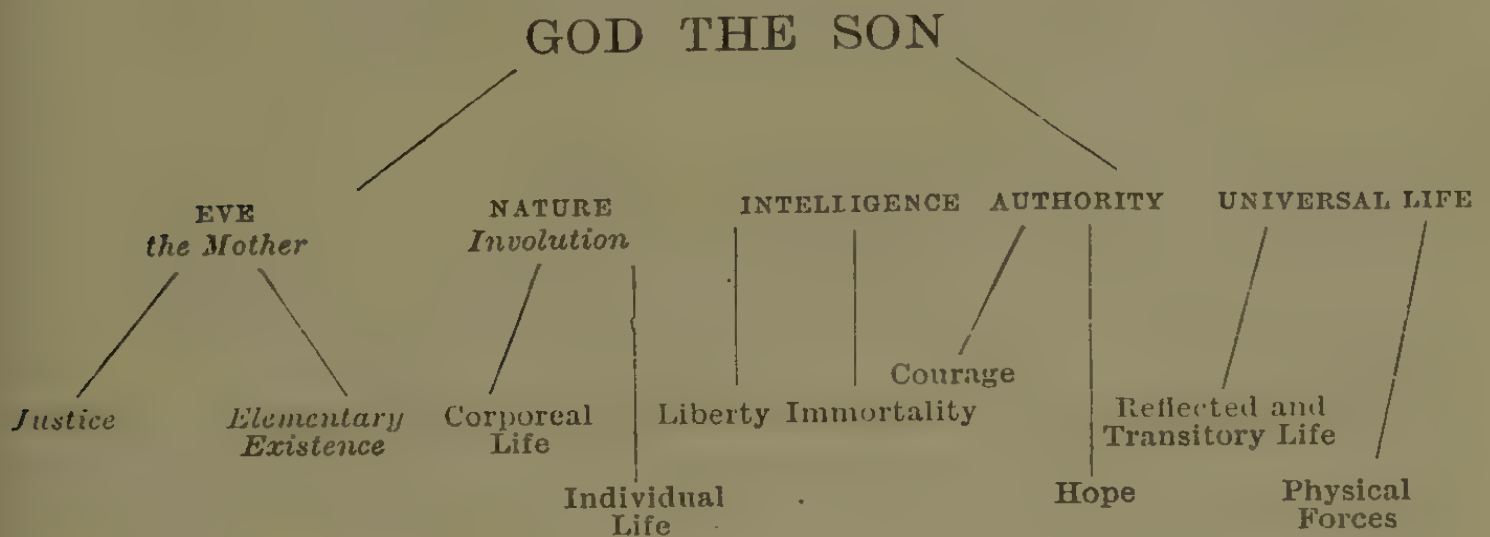 GOD THE SON
EVE
the Mother
NATURE
Involution
INTELLIGENCE
AUTHORITY
UNIVERSAL LIFE
Justice
Elementary
Existence
Corporeal
Life
Individual
Life
Liberty
Immortality
Courage
Hope
Reflected and
Transitory Life
Physical
Forces